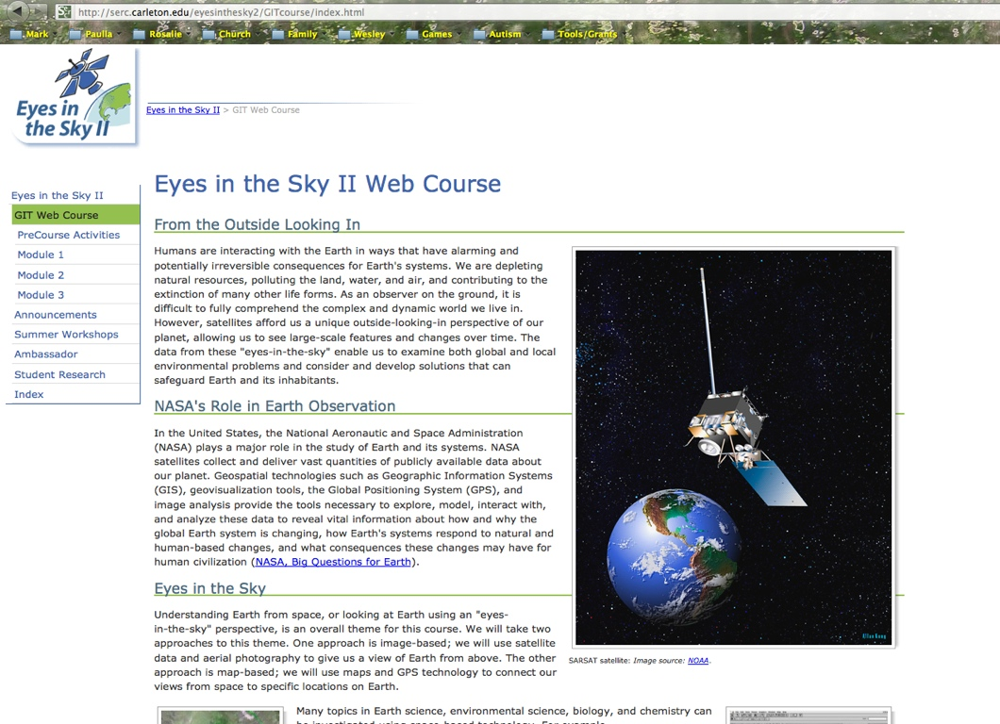 http://serc.carleton.edu/eyesinthesky2/GITcourse/index.html
Mark Paulla Rosalie Church Family Wesley Games Autism Tools/Grants
Eyes in
the Sky II
Eyes in the Sky II > GIT Web Course
Eyes in the Sky II Web Course
Eyes in the Sky II
GIT Web Course
PreCourse Activities
Module 1
Module 2
Module 3
Announcements
Summer Workshops
Ambassador
Student Research
Index
From the Outside Looking In
Humans are interacting with the Earth in ways that have alarming and
potentially irreversible consequences for Earth's systems. We are depleting
natural resources, polluting the land, water, and air, and contributing to the
extinction of many other life forms. As an observer on the ground, it is
difficult to fully comprehend the complex and dynamic world we live in.
However, satellites afford us a unique outside-looking-in perspective of our
planet, allowing us to see large-scale features and changes over time. The
data from these "eyes-in-the-sky" enable us to examine both global and local
environmental problems and consider and develop solutions that can
safeguard Earth and its inhabitants.
NASA's Role in Earth Observation
In the United States, the National Aeronautic and Space Administration
(NASA) plays a major role in the study of Earth and its systems. NASA
satellites collect and deliver vast quantities of publicly available data about
our planet. Geospatial technologies such as Geographic Information Systems
(GIS), geovisualization tools, the Global Positioning System (GPS), and
image analysis provide the tools necessary to explore, model, interact with,
and analyze these data to reveal vital information about how and why the
global Earth system is changing, how Earth's systems respond to natural and
human-based changes, and what consequences these changes may have for
human civilization (NASA, Big Questions for Earth).
Eyes in the Sky
Understanding Earth from space, or looking at Earth using an "eyes-
in-the-sky" perspective, is an overall theme for this course. We will take two
approaches to this theme. One approach is image-based; we will use satellite
data and aerial photography to give us a view of Earth from above. The other
approach is map-based; we will use maps and GPS technology to connect our
views from space to specific locations on Earth.
SARSAT satellite: Image source: NOAA.
Many topics in Earth science, environmental science, biology, and chemistry can